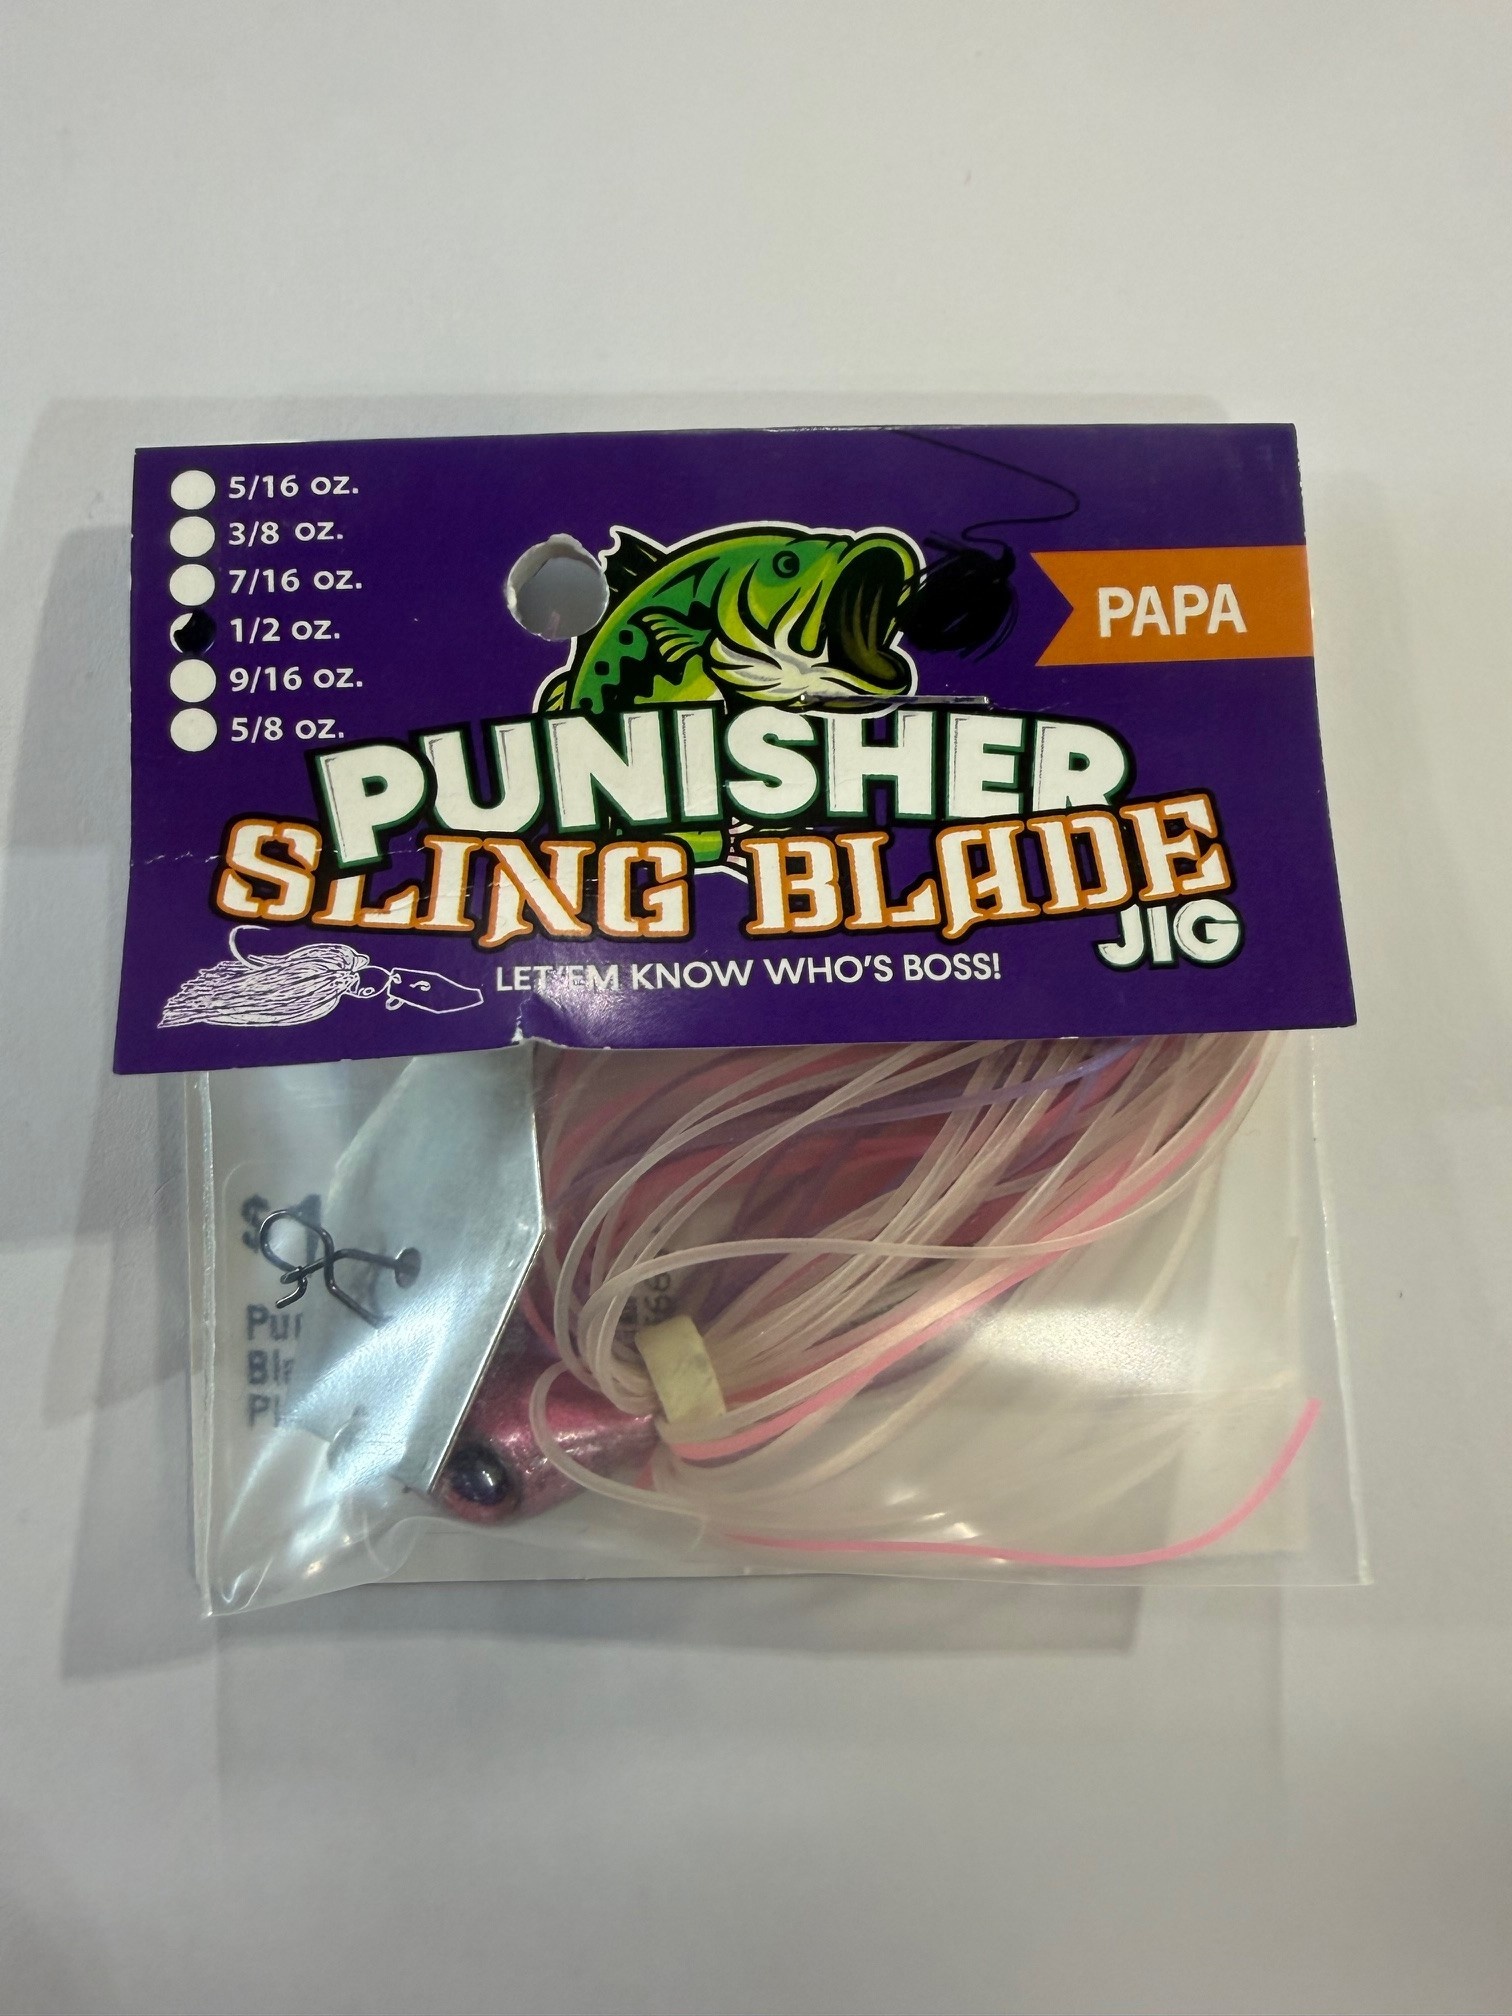 5/16 oz.
3/8 oz.
7/16 oz.
1/2 oz.
9/16 oz.
5/8 oz.
PAPA
PUNISHER
SLING BLADE
JIG
LET'EM KNOW WHO'S BOSS!